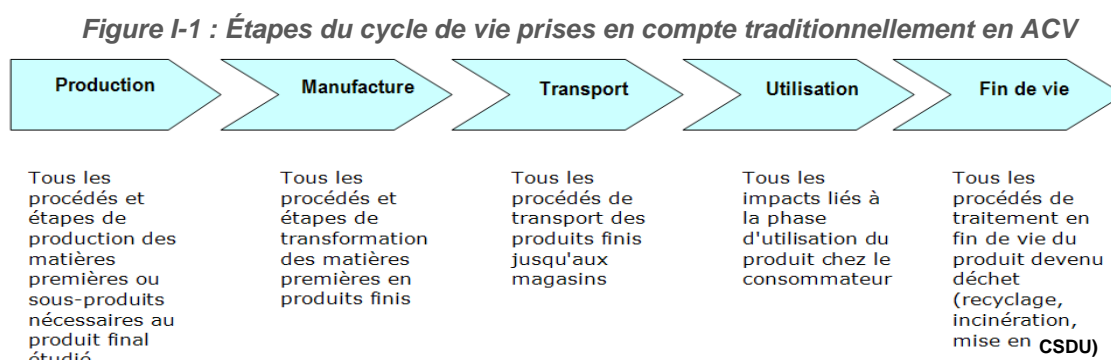 Figure I-1 : Étapes du cycle de vie prises en compte traditionnellement en ACV
Production
Manufacture
Transport
Utilisation
Fin de vie
Tous les
procédés et
étapes de
production des
matières
premières ou
sous-produits
nécessaires au
produit final
étudié
Tous les
procédés et
étapes de
transformation
des matières
premières en
produits finis
Tous les
procédés de
transport des
produits finis
jusqu'aux
magasins
Tous les
impacts liés à
la phase
d'utilisation du
produit chez le
consommateur
Tous les
procédés de
traitement en
fin de vie du
produit devenu
déchet
(recyclage,
incinération,
mise en CSDU)